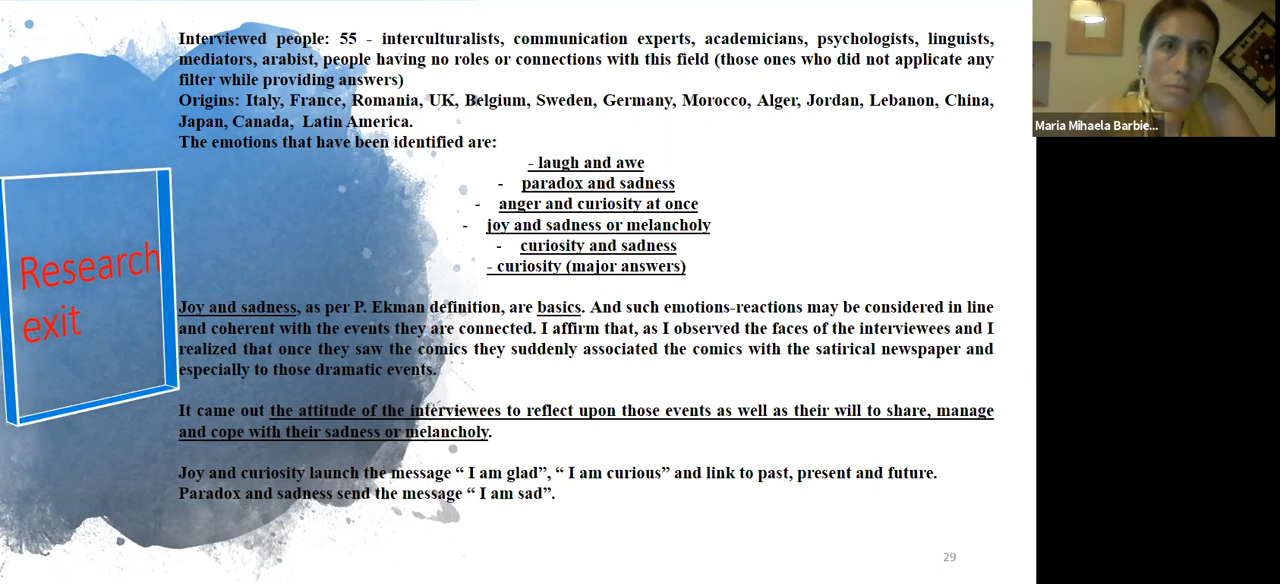 Interviewed people: 55 - interculturalists, communication experts, academicians, psychologists, linguists,
mediators, arabist, people having no roles or connections with this field (those ones who did not applicate any
filter while providing answers)
Origins: Italy, France, Romania, UK, Belgium, Sweden, Germany, Morocco, Alger, Jordan, Lebanon, China,
Japan, Canada, Latin America.
The emotions that have been identified are:
- laugh and awe
- paradox and sadness
- anger and curiosity at once
- joy and sadness or melancholy
- curiosity and sadness
- curiosity (major answers)
Research
exit
Joy and sadness, as per P. Ekman definition, are basics. And such emotions-reactions may be considered in line
and coherent with the events they are connected. I affirm that, as I observed the faces of the interviewees and I
realized that once they saw the comics they suddenly associated the comics with the satirical newspaper and
especially to those dramatic events.
It came out the attitude of the interviewees to reflect upon those events as well as their will to share, manage
and cope with their sadness or melancholy.
Joy and curiosity launch the message “ I am glad”, “ I am curious” and link to past, present and future.
Paradox and sadness send the message “ I am sad”.
29
Maria Mihaela Barbie...